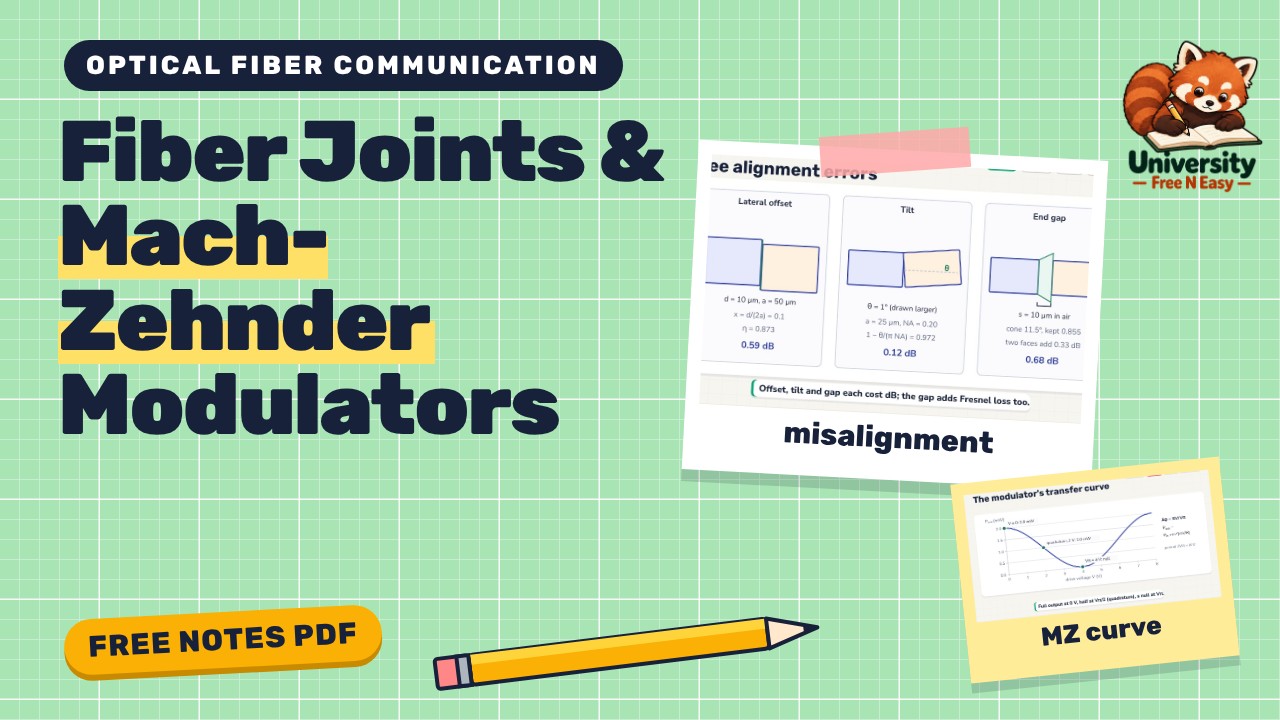 OPTICAL FIBER COMMUNICATION
Fiber Joints &
Mach-
Zehnder
Modulators
FREE NOTES PDF
University
Free N Easy
ee alignment errors
Lateral offset
d = 10 μm, a = 50 μm
x = d/(2a) = 0.1
η = 0.873
0.59 dB
Tilt
θ
θ = 1° (drawn larger)
a = 25 μm, NA = 0.20
1 − θ/(π NA) = 0.972
0.12 dB
End gap
s = 10 μm in air
cone 11.5°, kept 0.855
two faces add 0.33 dB
0.68 dB
Offset, tilt and gap each cost dB; the gap adds Fresnel loss too.
misalignment
The modulator's transfer curve
drive voltage V (V)
Full output at 0 V, half at Vπ/2 (quadrature), a null at Vπ.
MZ curve